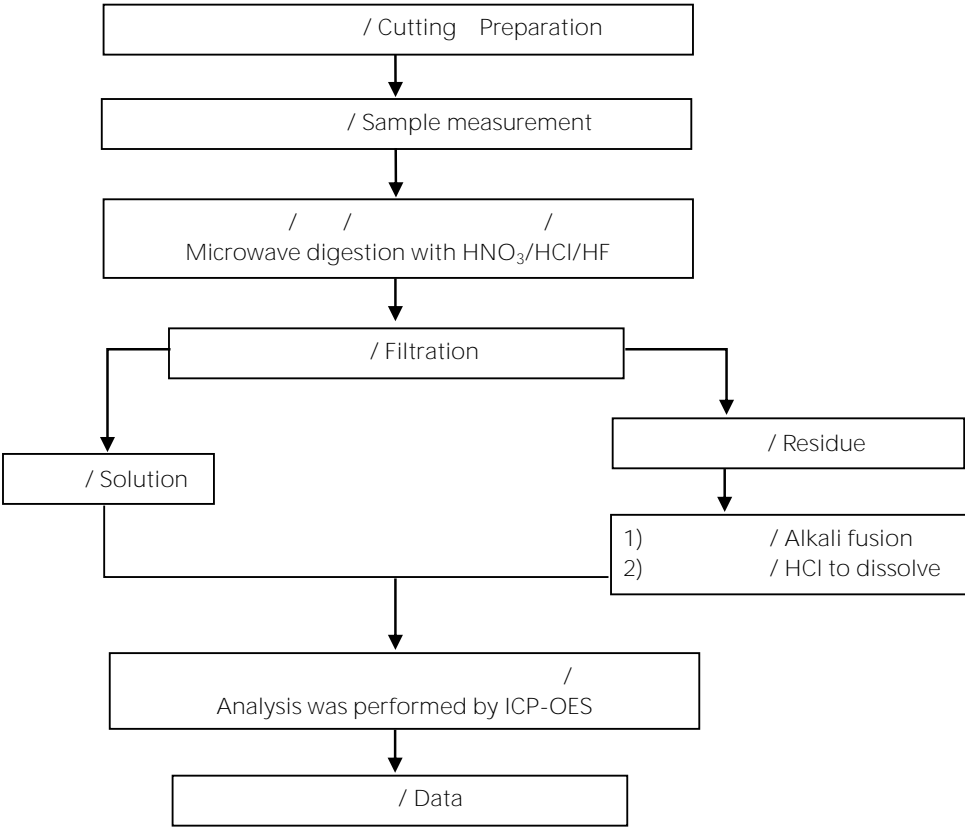 / Cutting Preparation
/ Sample measurement
/ / /
Microwave digestion with HNO₃/HCl/HF
/ Filtration
/ Residue
/ Solution
1) / Alkali fusion
2) / HCl to dissolve
/
Analysis was performed by ICP-OES
/ Data